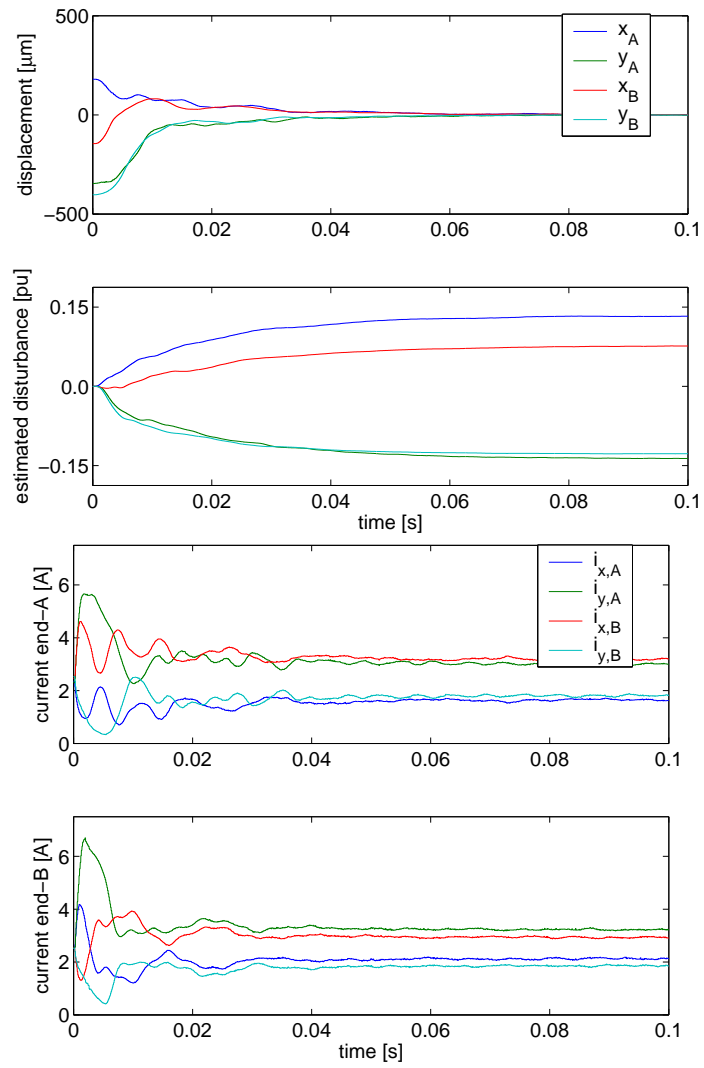 displacement [μm]
500
0
−500
0
0.02
0.04
0.06
0.08
0.1
x_A
y_A
x_B
y_B
estimated disturbance [pu]
0.15
0.0
−0.15
0
0.02
0.04
0.06
0.08
0.1
time [s]
current end−A [A]
6
4
2
0
0
0.02
0.04
0.06
0.08
0.1
i_x,A
i_y,A
i_x,B
i_y,B
current end−B [A]
6
4
2
0
0
0.02
0.04
0.06
0.08
0.1
time [s]